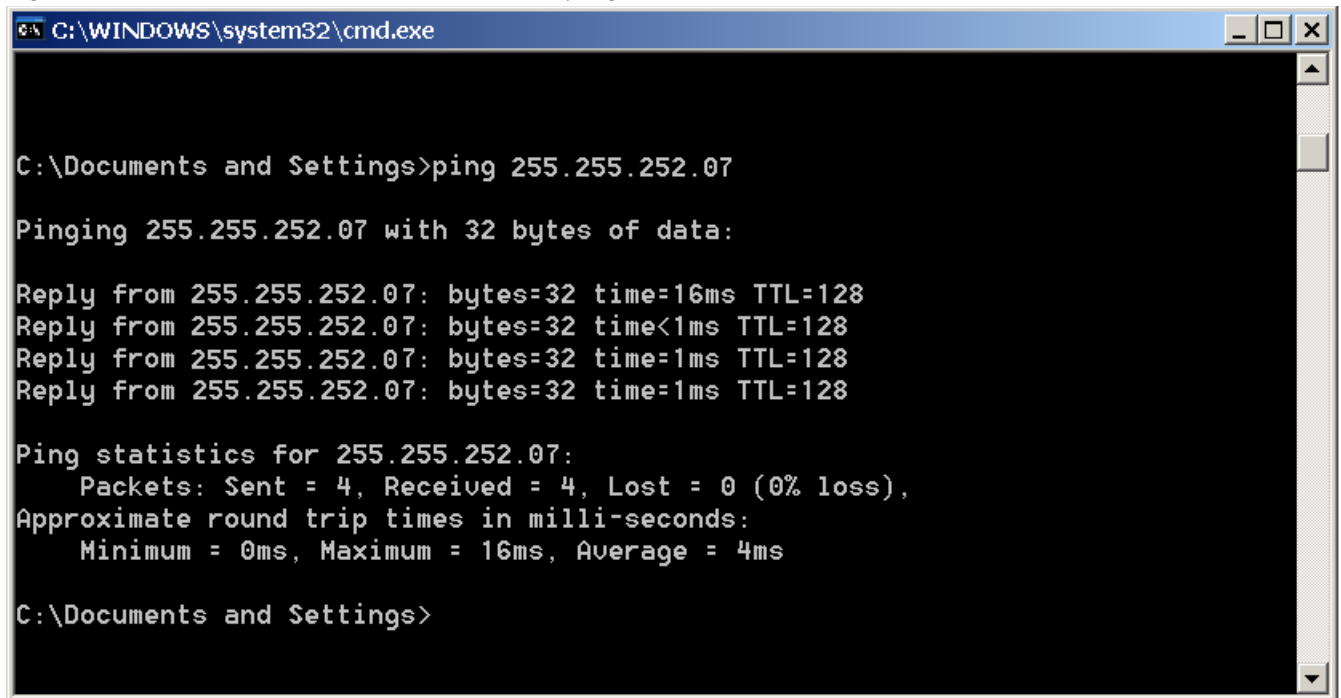 C:\WINDOWS\system32\cmd.exe
C:\Documents and Settings>ping 255.255.252.07
Pinging 255.255.252.07 with 32 bytes of data:
Reply from 255.255.252.07: bytes=32 time=16ms TTL=128
Reply from 255.255.252.07: bytes=32 time<1ms TTL=128
Reply from 255.255.252.07: bytes=32 time=1ms TTL=128
Reply from 255.255.252.07: bytes=32 time=1ms TTL=128
Ping statistics for 255.255.252.07:
    Packets: Sent = 4, Received = 4, Lost = 0 (0% loss),
Approximate round trip times in milli-seconds:
    Minimum = 0ms, Maximum = 16ms, Average = 4ms
C:\Documents and Settings>